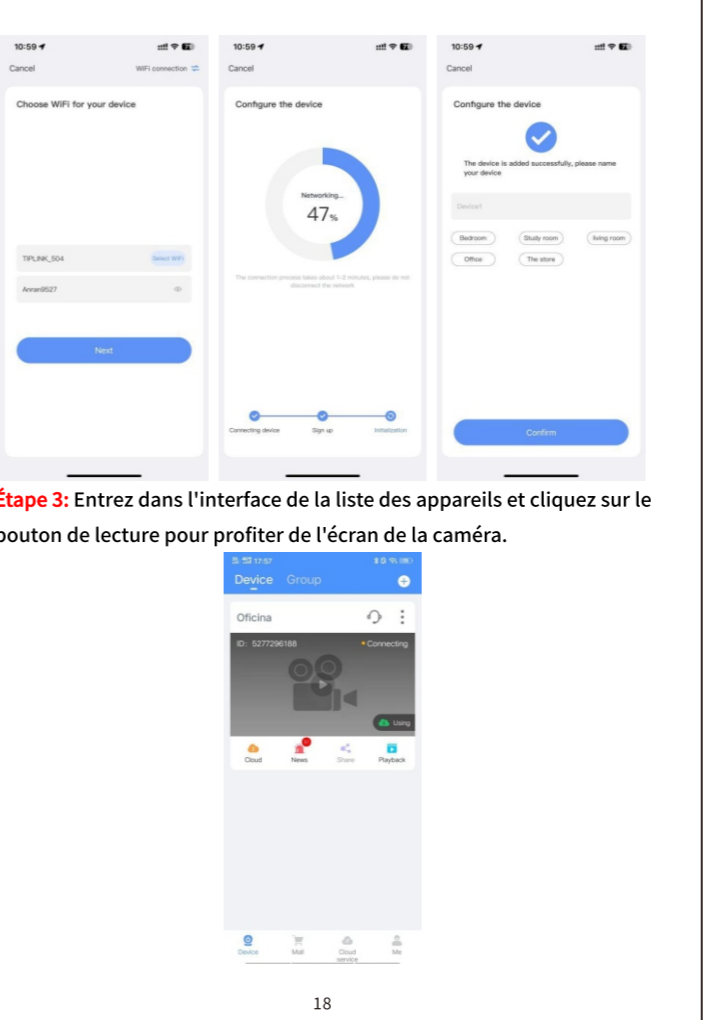 10:59
10:59
10:59
Cancel
WiFi connection
Cancel
Cancel
Choose WiFi for your device
Configure the device
Configure the device
The device is added successfully, please name
your device
Networking...
47%
Device1
Bedroom
Study room
living room
Office
The store
TIPLINK_504
Select WiFi
The connection process takes about 1-3 minutes, please do not
disconnect the network
Anran9527
Next
Connecting device
Sign up
Initialization
Confirm
Étape 3: Entrez dans l'interface de la liste des appareils et cliquez sur le
bouton de lecture pour profiter de l'écran de la caméra.
17:57
Device Group
Oficina
ID: 5277296188
Connecting
Using
Cloud
News
Share
Playback
Device
Mall
Cloud
service
Me
18